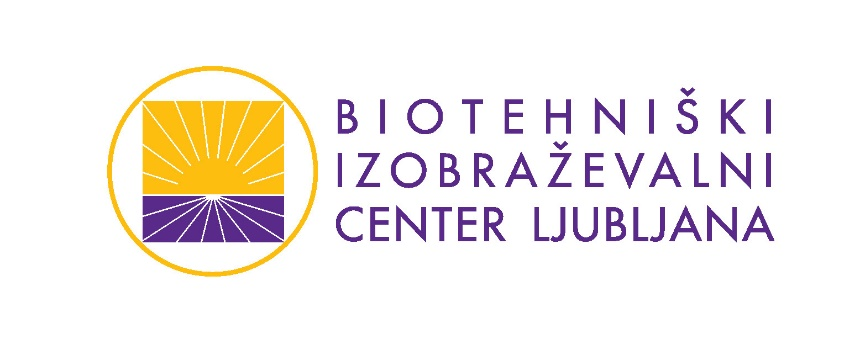 BIOTEHNIŠKI
IZOBRAŽEVALNI
CENTER LJUBLJANA